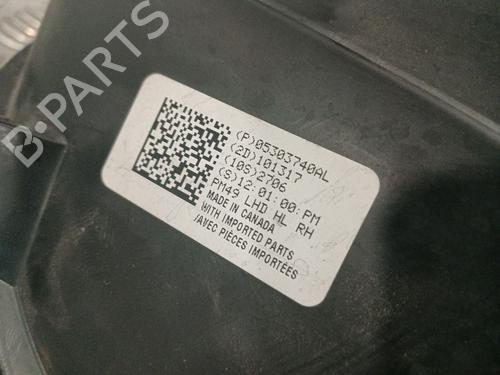 B-PARTS
(P)05303740AL
(2D)101317
(10S)2706
(S)12:01:00:PM
PM49 LHD HL RH
MADE IN CANADA
WITH IMPORTED PARTS
/AVEC PIÈCES IMPORTÉES
B-PARTS